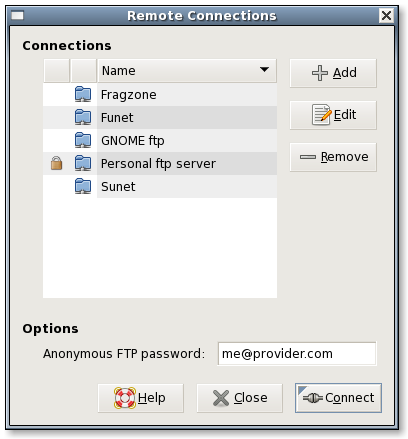 Remote Connections
Connections
Name
Fragzone
Funet
GNOME ftp
Personal ftp server
Sunet
Add
Edit
Remove
Options
Anonymous FTP password: me@provider.com
Help Close Connect